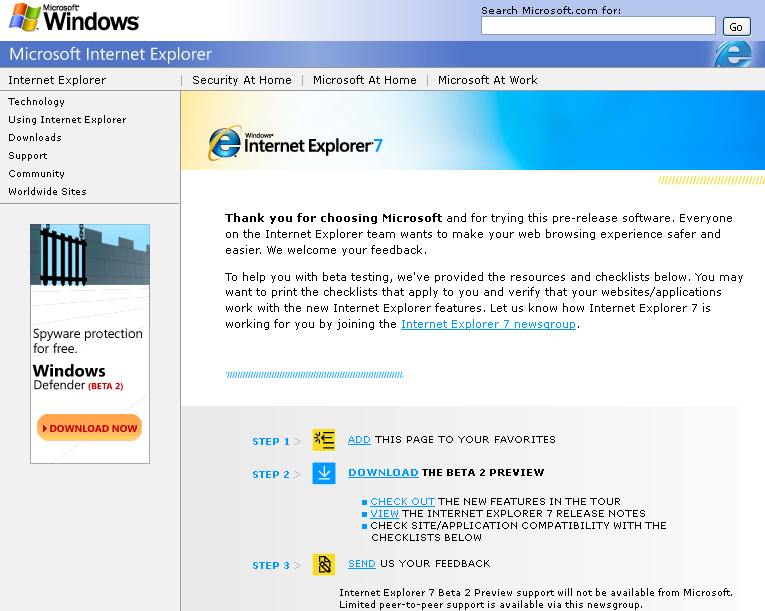 Microsoft
Windows
Search Microsoft.com for:
Go
Microsoft Internet Explorer
Internet Explorer
Security At Home
Microsoft At Home
Microsoft At Work
Technology
Using Internet Explorer
Downloads
Support
Community
Worldwide Sites
Spyware protection
for free.
Windows
Defender (BETA 2)
DOWNLOAD NOW
Windows
Internet Explorer 7
Thank you for choosing Microsoft and for trying this pre-release software. Everyone
on the Internet Explorer team wants to make your web browsing experience safer and
easier. We welcome your feedback.
To help you with beta testing, we've provided the resources and checklists below. You may
want to print the checklists that apply to you and verify that your websites/applications
work with the new Internet Explorer features. Let us know how Internet Explorer 7 is
working for you by joining the Internet Explorer 7 newsgroup.
STEP 1 > ADD THIS PAGE TO YOUR FAVORITES
STEP 2 > DOWNLOAD THE BETA 2 PREVIEW
CHECK OUT THE NEW FEATURES IN THE TOUR
VIEW THE INTERNET EXPLORER 7 RELEASE NOTES
CHECK SITE/APPLICATION COMPATIBILITY WITH THE
CHECKLISTS BELOW
STEP 3 > SEND US YOUR FEEDBACK
Internet Explorer 7 Beta 2 Preview support will not be available from Microsoft.
Limited peer-to-peer support is available via this newsgroup.